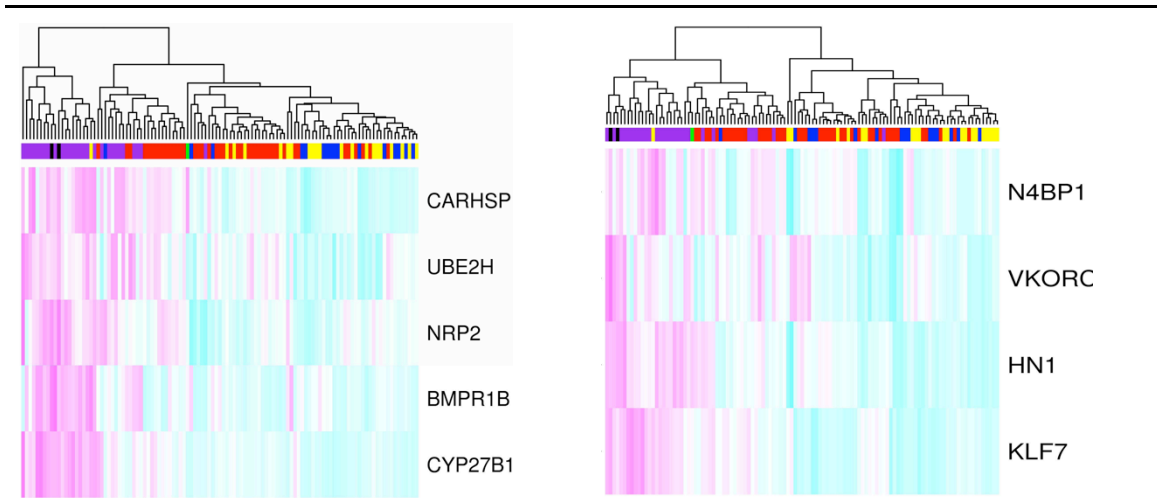 CARHSP
UBE2H
NRP2
BMPR1B
CYP27B1
N4BP1
VKORC
HN1
KLF7